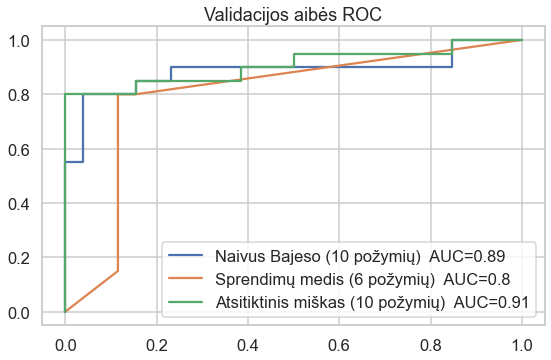 Validacijos aibės ROC
1.0
0.8
0.6
0.4
0.2
0.0
Naivus Bajeso (10 požymių) AUC=0.89
Sprendimų medis (6 požymių) AUC=0.8
Atsitiktinis miškas (10 požymių) AUC=0.91
0.0 0.2 0.4 0.6 0.8 1.0